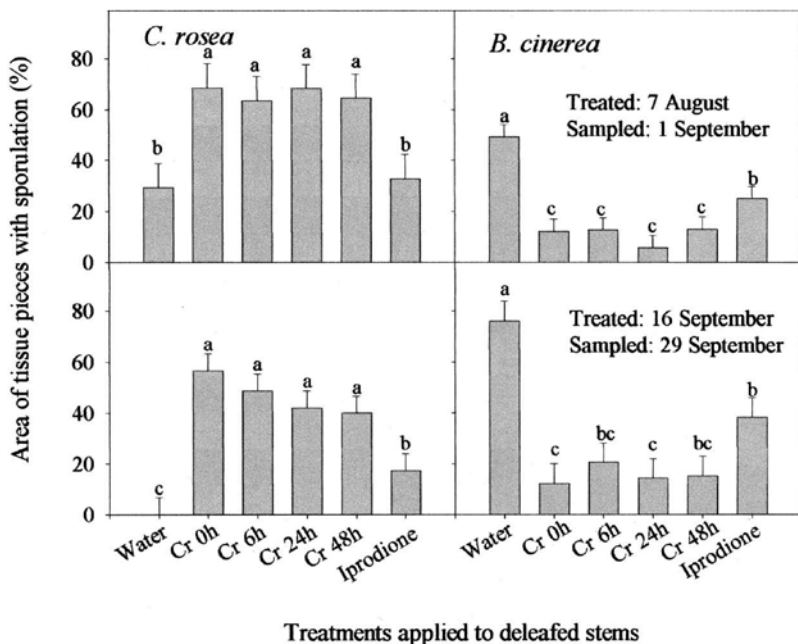 C. rosea
B. cinerea
Area of tissue pieces with sporulation (%)
80
60
40
20
0
b
a
a
a
a
b
Treated: 7 August
Sampled: 1 September
a
c
c
c
c
b
80
60
40
20
0
c
a
a
a
a
b
Treated: 16 September
Sampled: 29 September
a
c
bc
c
bc
b
Water
Cr 0h
Cr 6h
Cr 24h
Cr 48h
Iprodione
Water
Cr 0h
Cr 6h
Cr 24h
Cr 48h
Iprodione
Treatments applied to deleafed stems